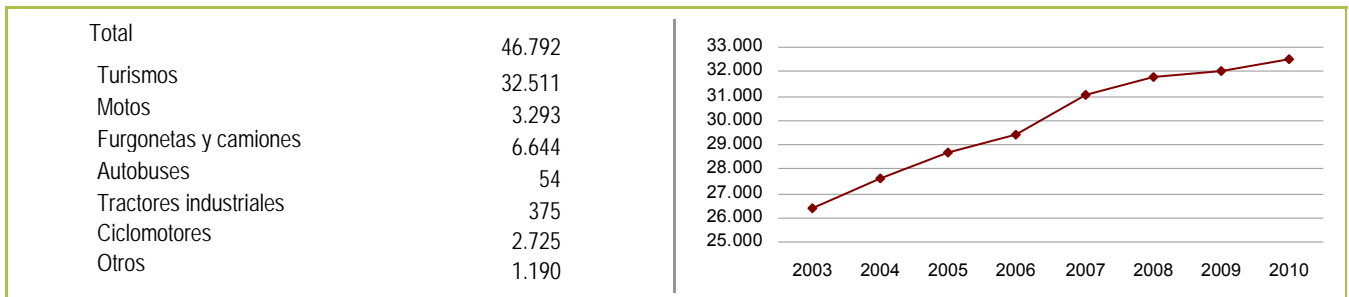 Total 46.792
Turismos 32.511
Motos 3.293
Furgonetas y camiones 6.644
Autobuses 54
Tractores industriales 375
Ciclomotores 2.725
Otros 1.190
33.000
32.000
31.000
30.000
29.000
28.000
27.000
26.000
25.000
2003 2004 2005 2006 2007 2008 2009 2010